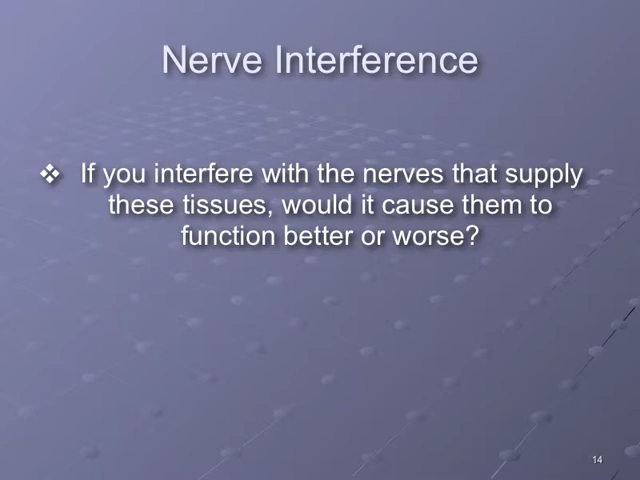 Nerve Interference
❖ If you interfere with the nerves that supply
these tissues, would it cause them to
function better or worse?
14